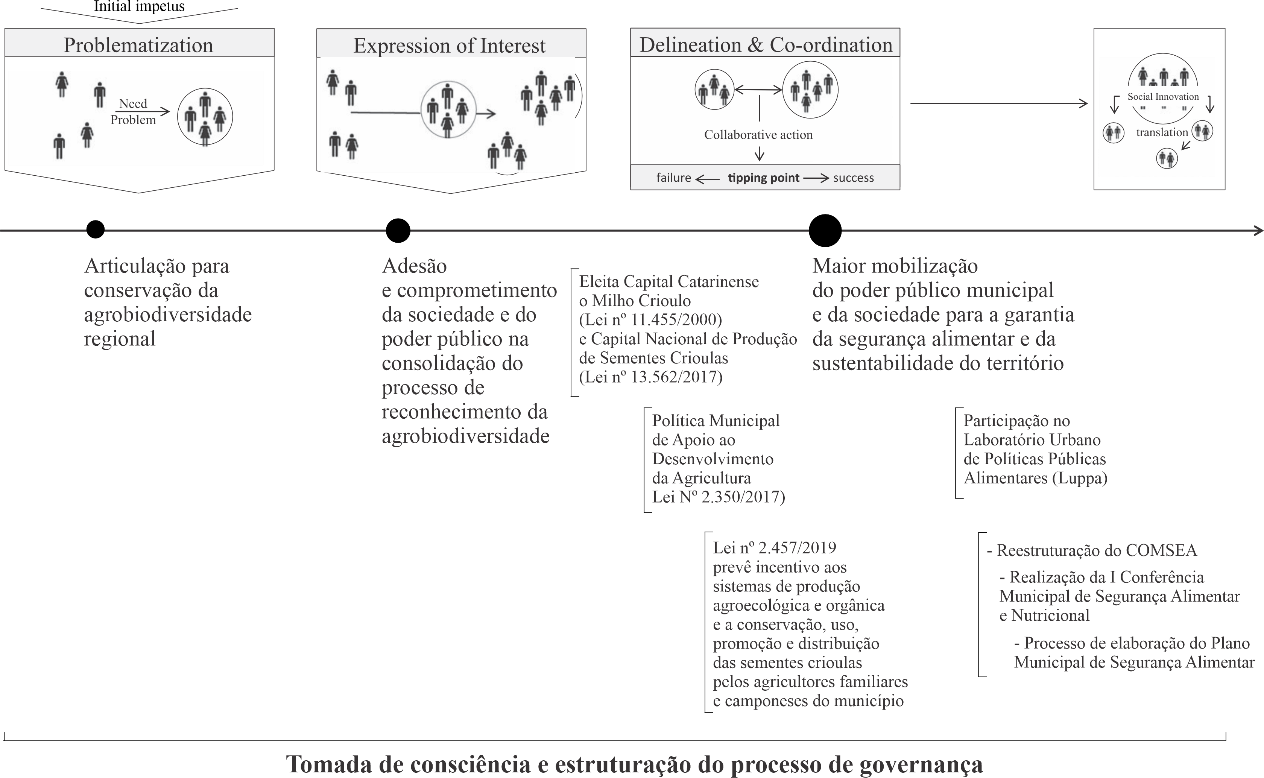 Initial impetus
Problematization
Need
Problem
Expression of Interest
Delineation & Co-ordination
Collaborative action
failure
tipping point
success
Social Innovation
translation
Articulação para
conservação da
agrobiodiversidade
regional
Adesão
e comprometimento
da sociedade e do
poder público na
consolidação do
processo de
reconhecimento da
agrobiodiversidade
Eleita Capital Catarinense
o Milho Crioulo
(Lei nº 11.455/2000)
e Capital Nacional de Produção
de Sementes Crioulas
(Lei nº 13.562/2017)
Maior mobilização
do poder público municipal
e da sociedade para a garantia
da segurança alimentar e da
sustentabilidade do território
Política Municipal
de Apoio ao
Desenvolvimento
da Agricultura
Lei Nº 2.350/2017)
Participação no
Laboratório Urbano
de Políticas Públicas
Alimentares (Luppa)
Lei nº 2.457/2019
prevê incentivo aos
sistemas de produção
agroecológica e orgânica
e a conservação, uso,
promoção e distribuição
das sementes crioulas
pelos agricultores familiares
e camponeses do município
- Reestruturação do COMSEA
- Realização da I Conferência
Municipal de Segurança Alimentar
e Nutricional
- Processo de elaboração do Plano
Municipal de Segurança Alimentar
Tomada de consciência e estruturação do processo de governança